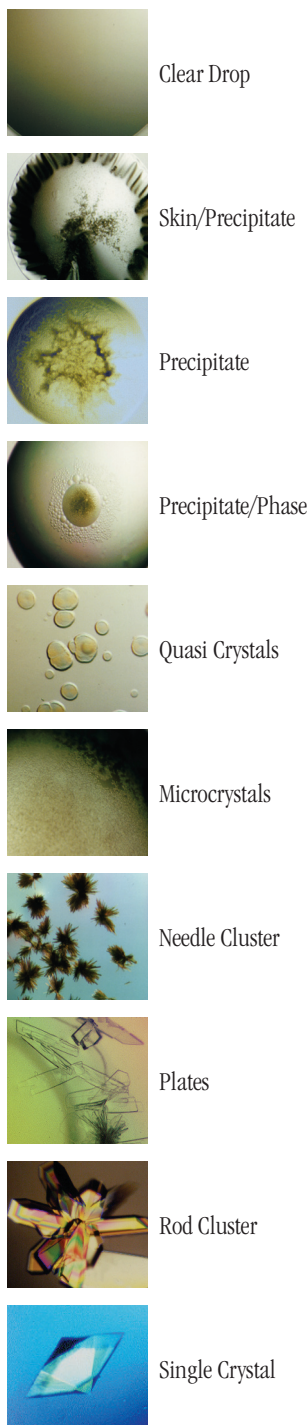 Clear Drop
Skin/Precipitate
Precipitate
Precipitate/Phase
Quasi Crystals
Microcrystals
Needle Cluster
Plates
Rod Cluster
Single Crystal